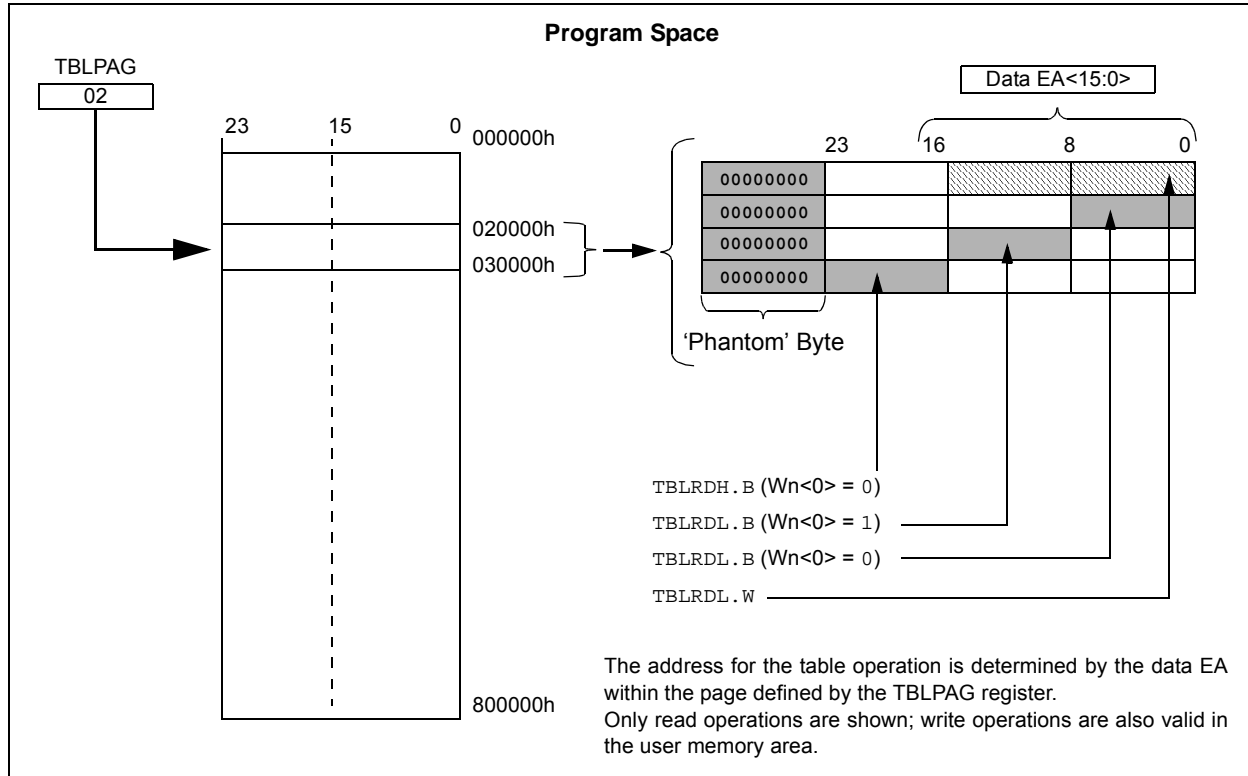 Program Space
TBLPAG
02
Data EA<15:0>
23 15 0
000000h
020000h
030000h
800000h
23 16 8 0
00000000
00000000
00000000
00000000
‘Phantom’ Byte
TBLRDH.B (Wn<0> = 0)
TBLRDL.B (Wn<0> = 1)
TBLRDL.B (Wn<0> = 0)
TBLRDL.W
The address for the table operation is determined by the data EA
within the page defined by the TBLPAG register.
Only read operations are shown; write operations are also valid in
the user memory area.